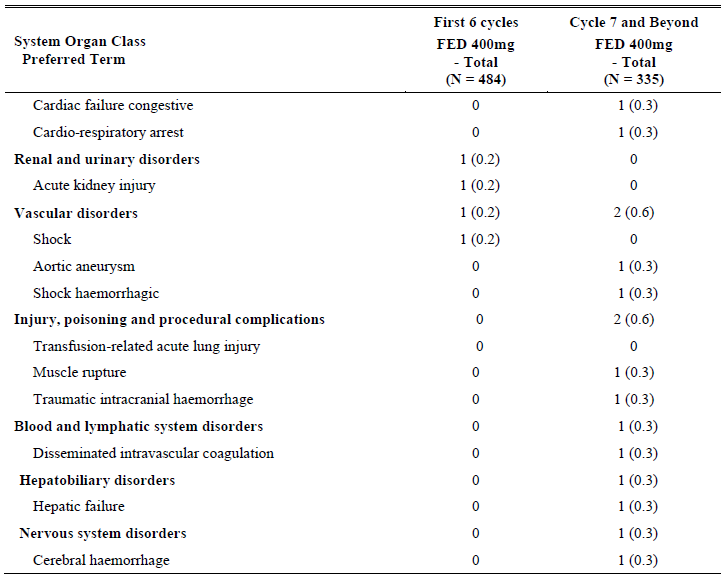 System Organ Class
Preferred Term
First 6 cycles
FED 400mg
- Total
(N = 484)
Cycle 7 and Beyond
FED 400mg
- Total
(N = 335)
Cardiac failure congestive 0 1 (0.3)
Cardio-respiratory arrest 0 1 (0.3)
Renal and urinary disorders 1 (0.2) 0
Acute kidney injury 1 (0.2) 0
Vascular disorders 1 (0.2) 2 (0.6)
Shock 1 (0.2) 0
Aortic aneurysm 0 1 (0.3)
Shock haemorrhagic 0 1 (0.3)
Injury, poisoning and procedural complications 0 2 (0.6)
Transfusion-related acute lung injury 0 0
Muscle rupture 0 1 (0.3)
Traumatic intracranial haemorrhage 0 1 (0.3)
Blood and lymphatic system disorders 0 1 (0.3)
Disseminated intravascular coagulation 0 1 (0.3)
Hepatobiliary disorders 0 1 (0.3)
Hepatic failure 0 1 (0.3)
Nervous system disorders 0 1 (0.3)
Cerebral haemorrhage 0 1 (0.3)